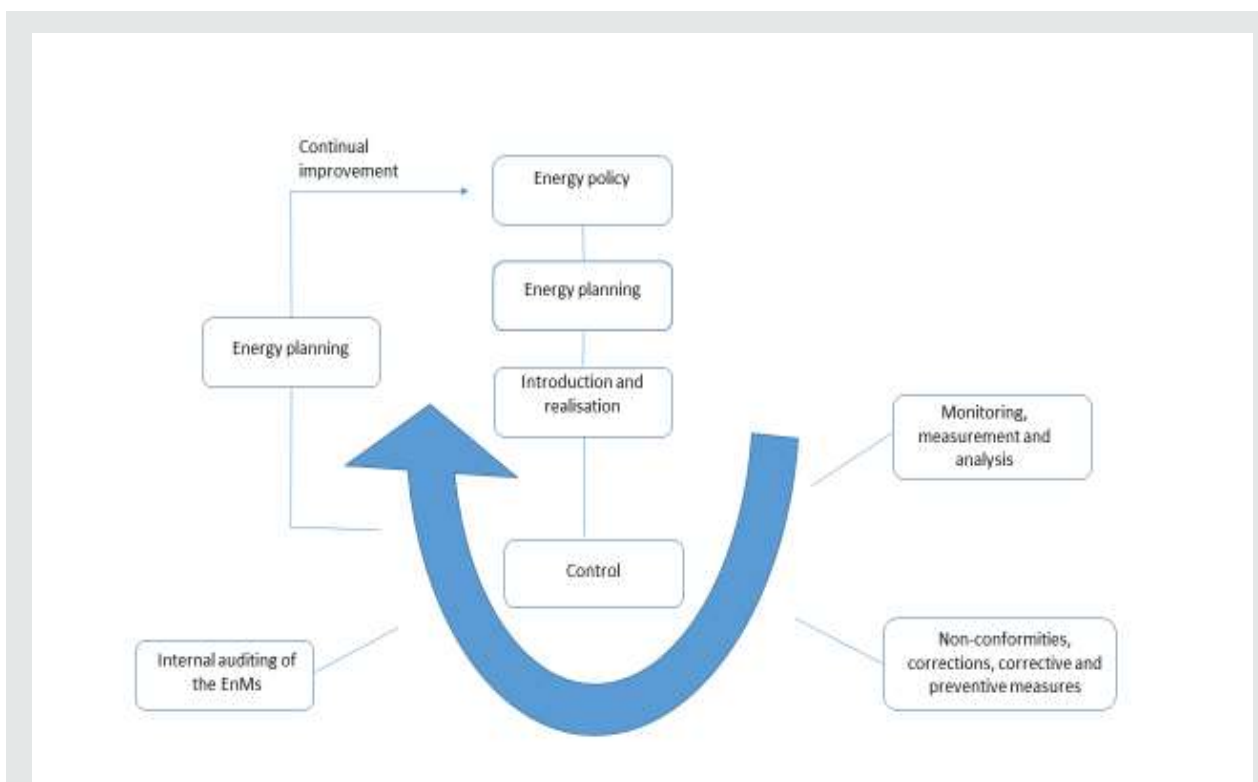 Continual
improvement
Energy policy
Energy planning
Energy planning
Introduction and
realisation
Monitoring,
measurement and
analysis
Control
Internal auditing of
the EnMs
Non-conformities,
corrections, corrective and
preventive measures